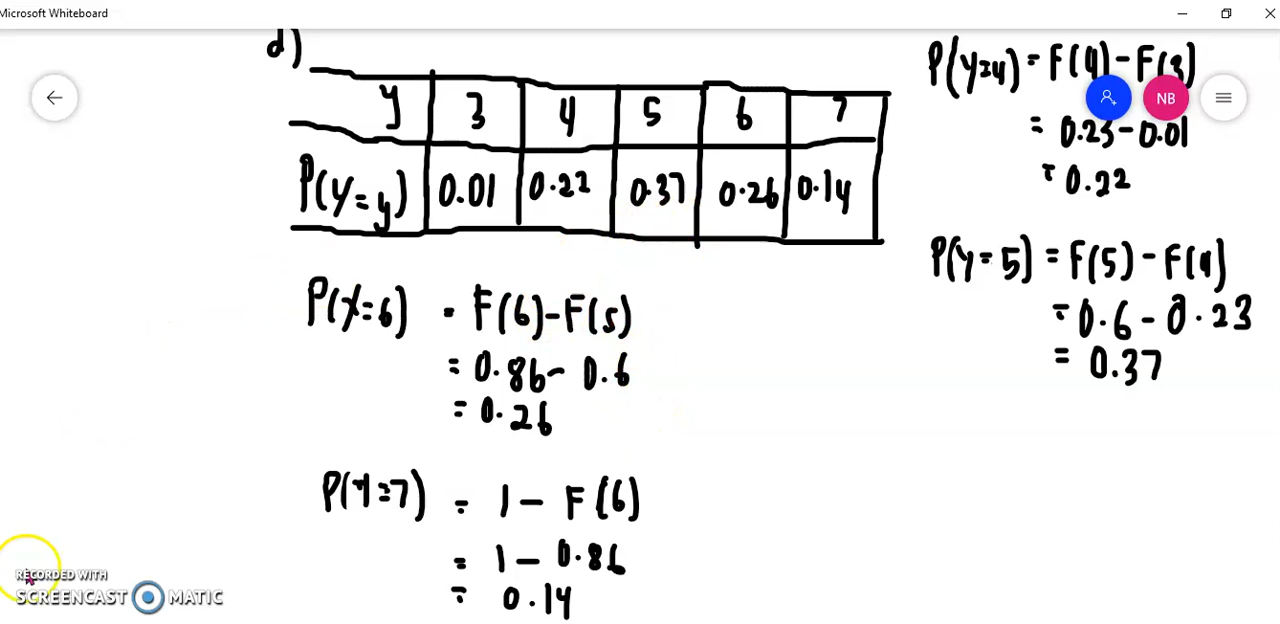 Microsoft Whiteboard
d)
y 3 4 5 6 7
P(Y=y) 0.01 0.22 0.37 0.26 0.14
P(Y=4) = F(4)-F(3)
= 0.23-0.01
= 0.22
NB
P(Y=5) = F(5)-F(4)
= 0.6-0.23
= 0.37
P(X=6) = F(6)-F(5)
= 0.86- 0.6
= 0.26
P(Y=7) = 1- F(6)
= 1- 0.86
= 0.14
RECORDED WITH
SCREENCAST MATIC